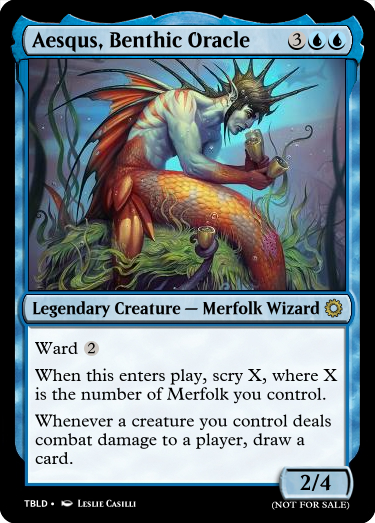 Aesqus, Benthic Oracle 3
Legendary Creature — Merfolk Wizard
Ward 2
When this enters play, scry X, where X
is the number of Merfolk you control.
Whenever a creature you control deals
combat damage to a player, draw a
card.
2/4
TBLD • Leslie Casilli
(NOT FOR SALE)